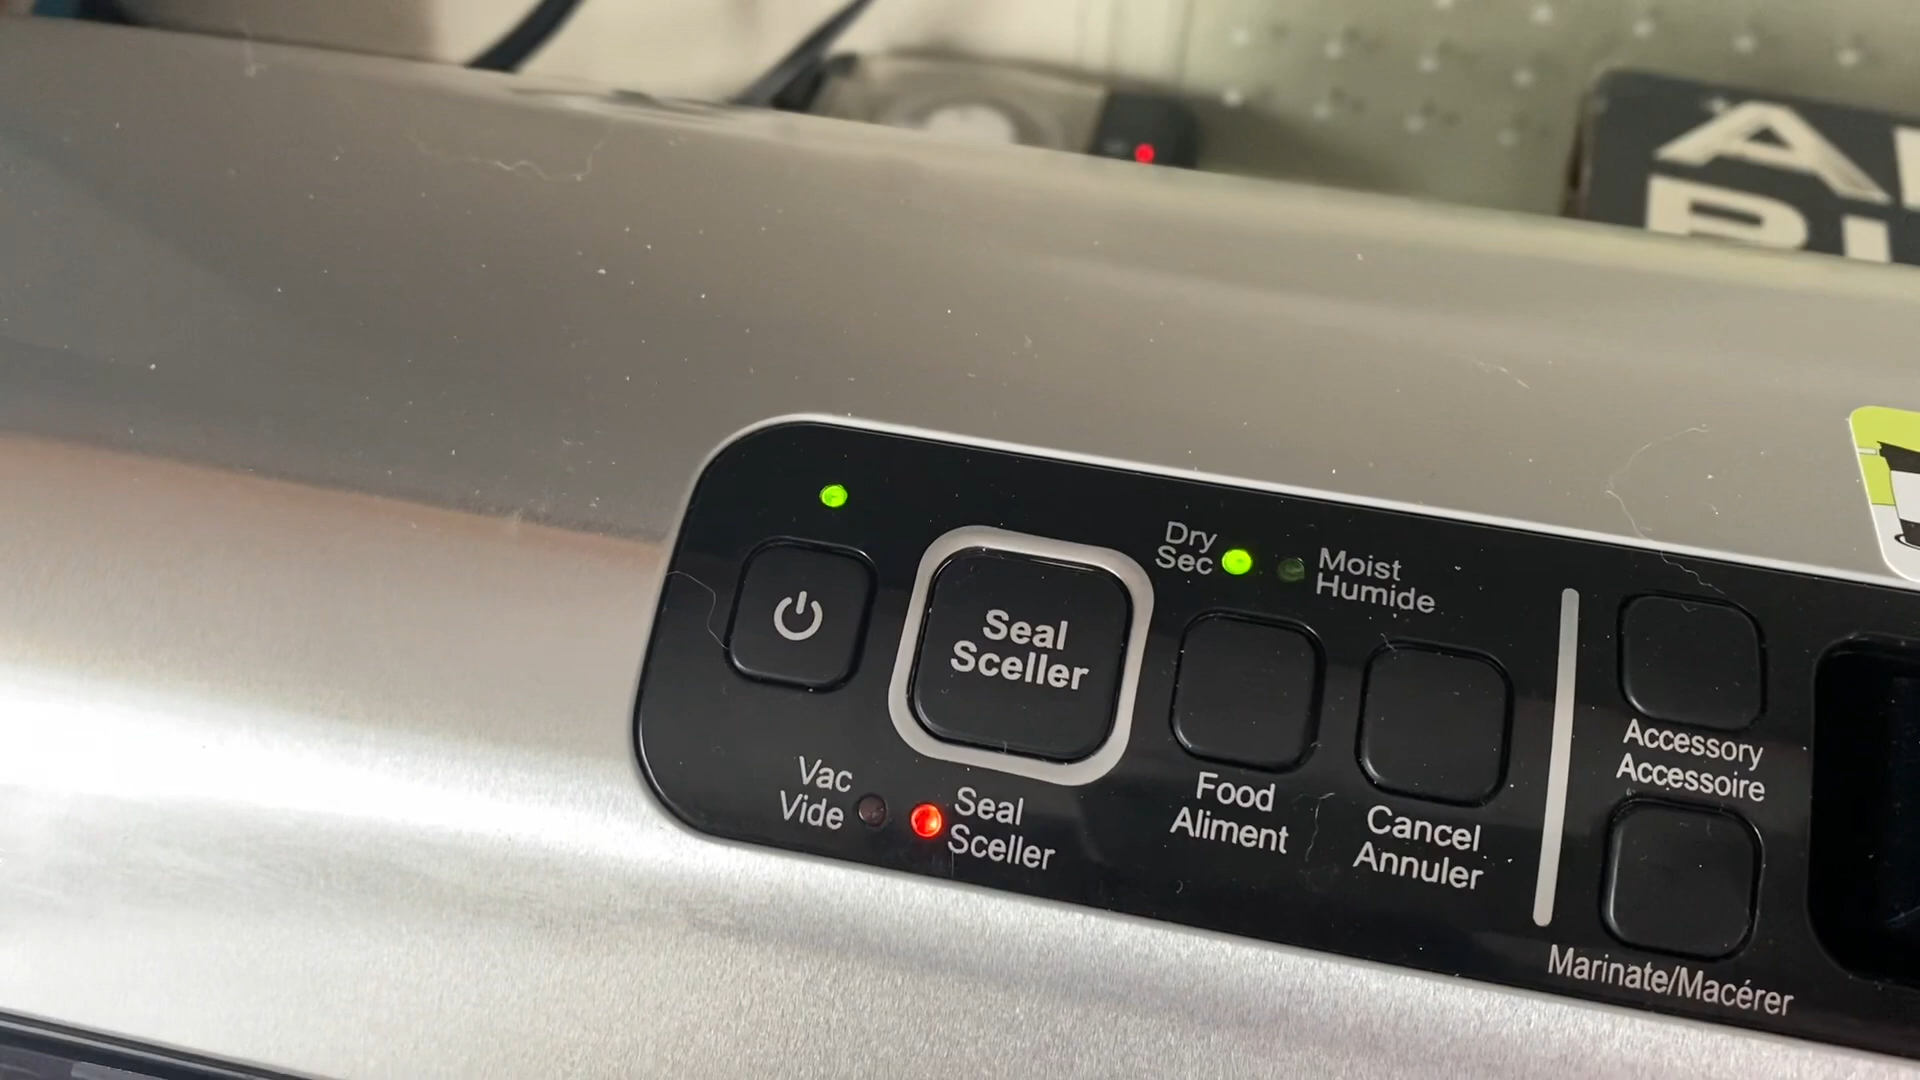 Dry
Sec
Moist
Humide
Seal
Sceller
Vac
Vide
Seal
Sceller
Food
Aliment
Cancel
Annuler
Accessory
Accessoire
Marinate/Macérer